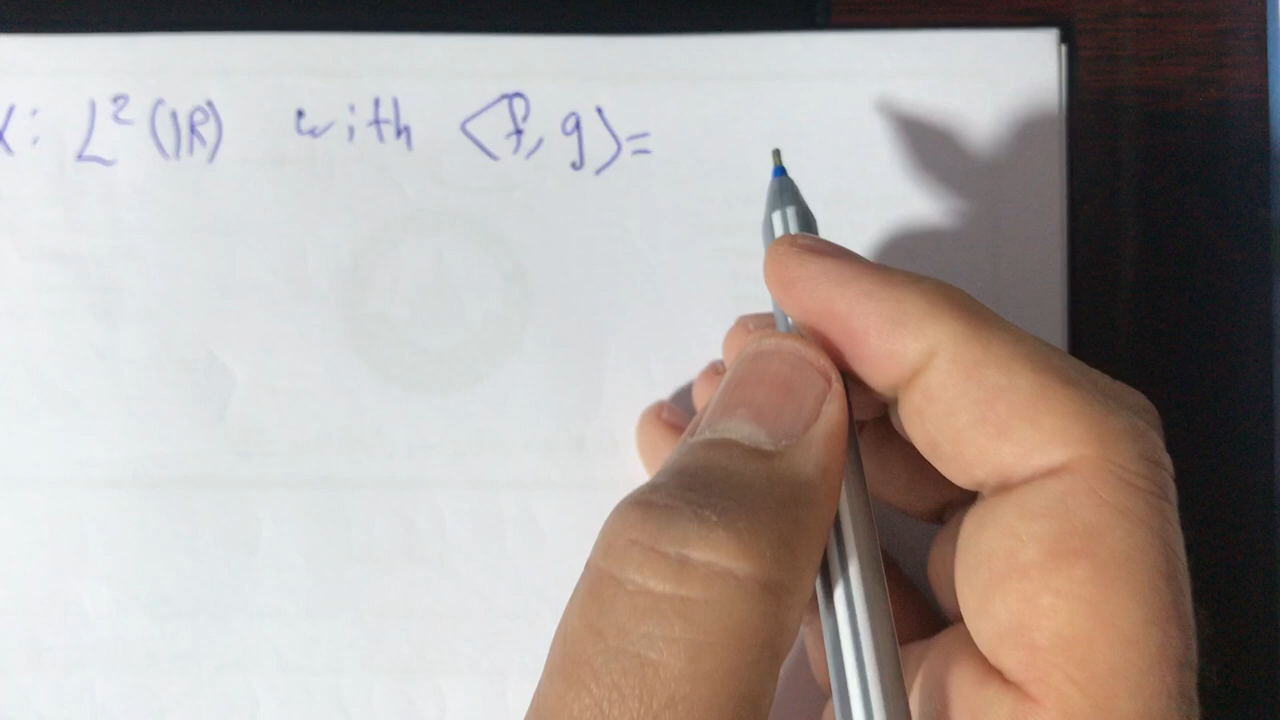 X: L²(ℝ) with ⟨f, g⟩=